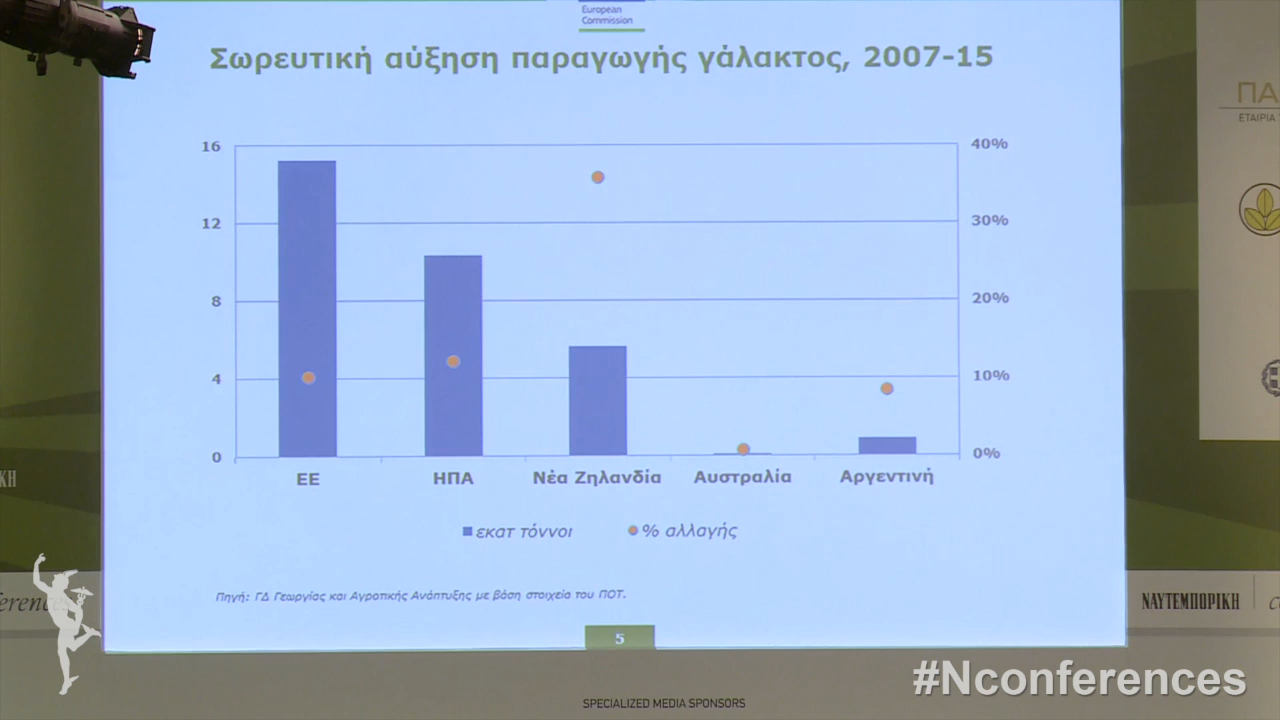 European
Commission
Σωρευτική αύξηση παραγωγής γάλακτος, 2007-15
16
12
8
4
0
40%
30%
20%
10%
0%
ΕΕ
ΗΠΑ
Νέα Ζηλανδία
Αυστραλία
Αργεντινή
εκατ τόννοι
% αλλαγής
Πηγή: ΓΔ Γεωργίας και Αγροτικής Ανάπτυξης με βάση στοιχεία του ΠΟΤ.
5
ΠΑ
ΕΤΑΙΡΙΑ
ΚΗ
ΝΑΥΤΕΜΠΟΡΙΚΗ
#Nconferences
SPECIALIZED MEDIA SPONSORS